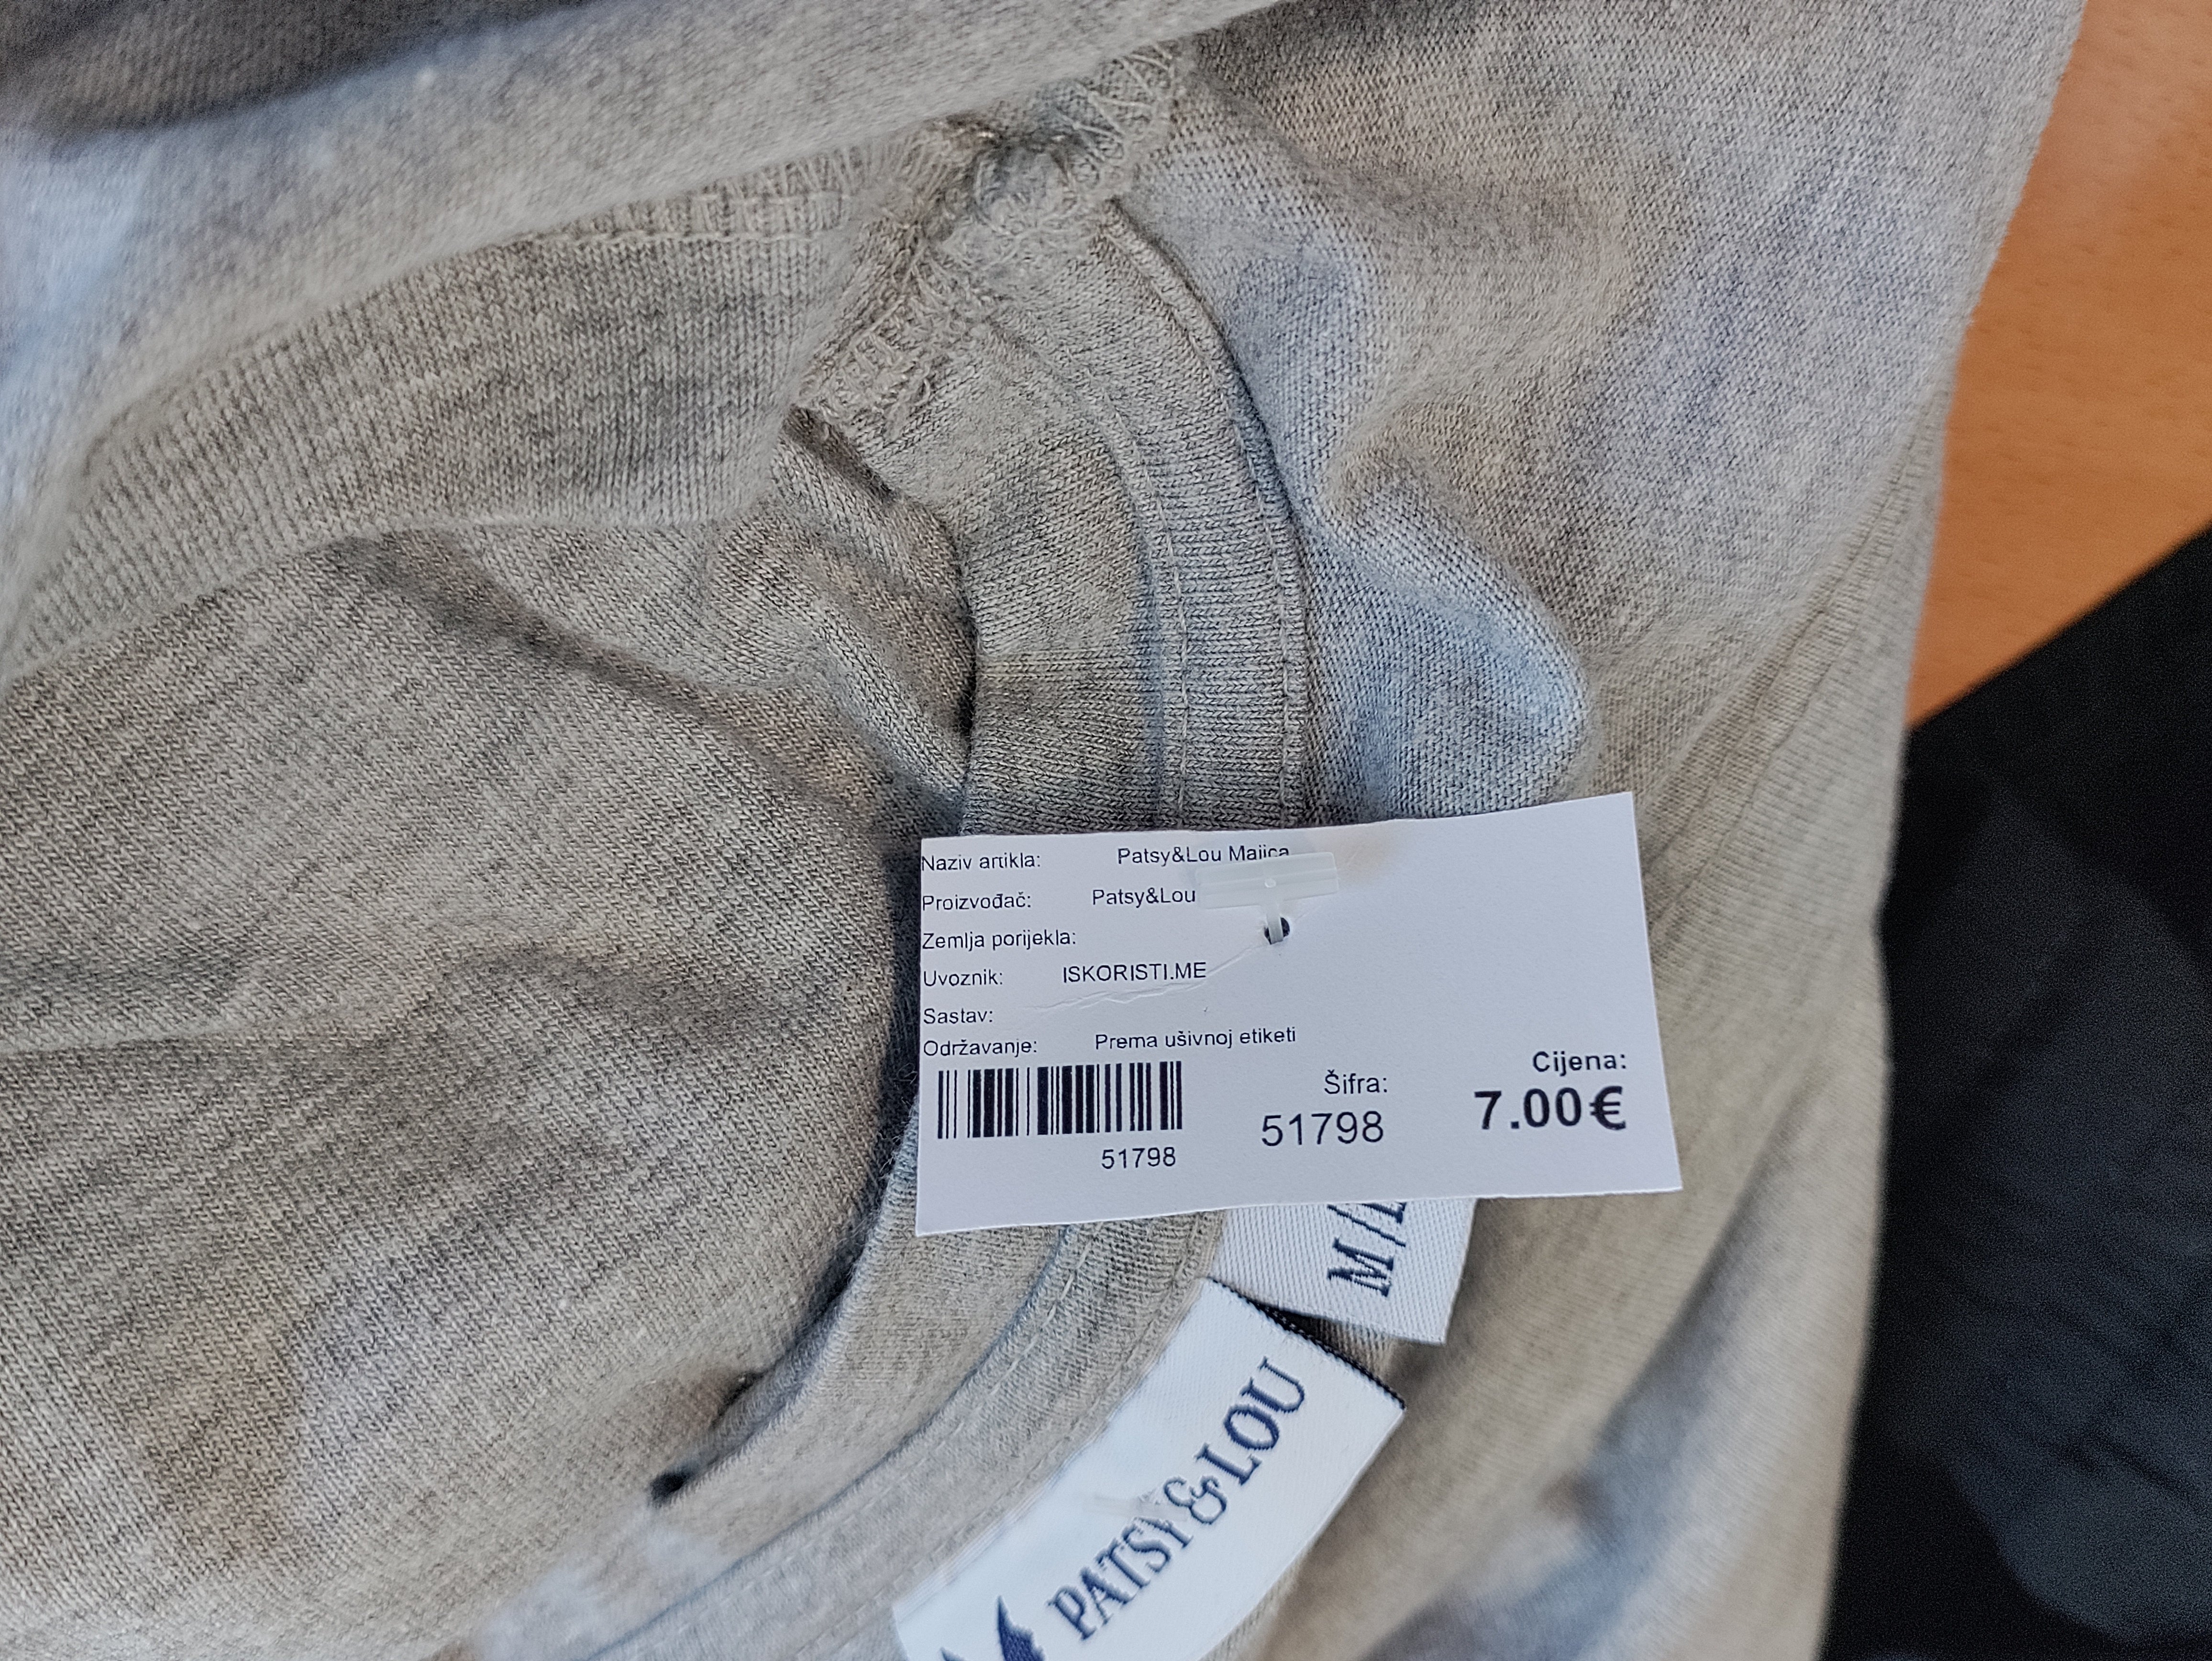 Naziv artikla: Patsy&Lou Majica
Proizvođač: Patsy&Lou
Zemlja porijekla:
Uvoznik: ISKORISTI.ME
Sastav:
Održavanje: Prema ušivnoj etiketi
51798
Šifra:
51798
Cijena:
7.00€
M/L
PATSY&LOU